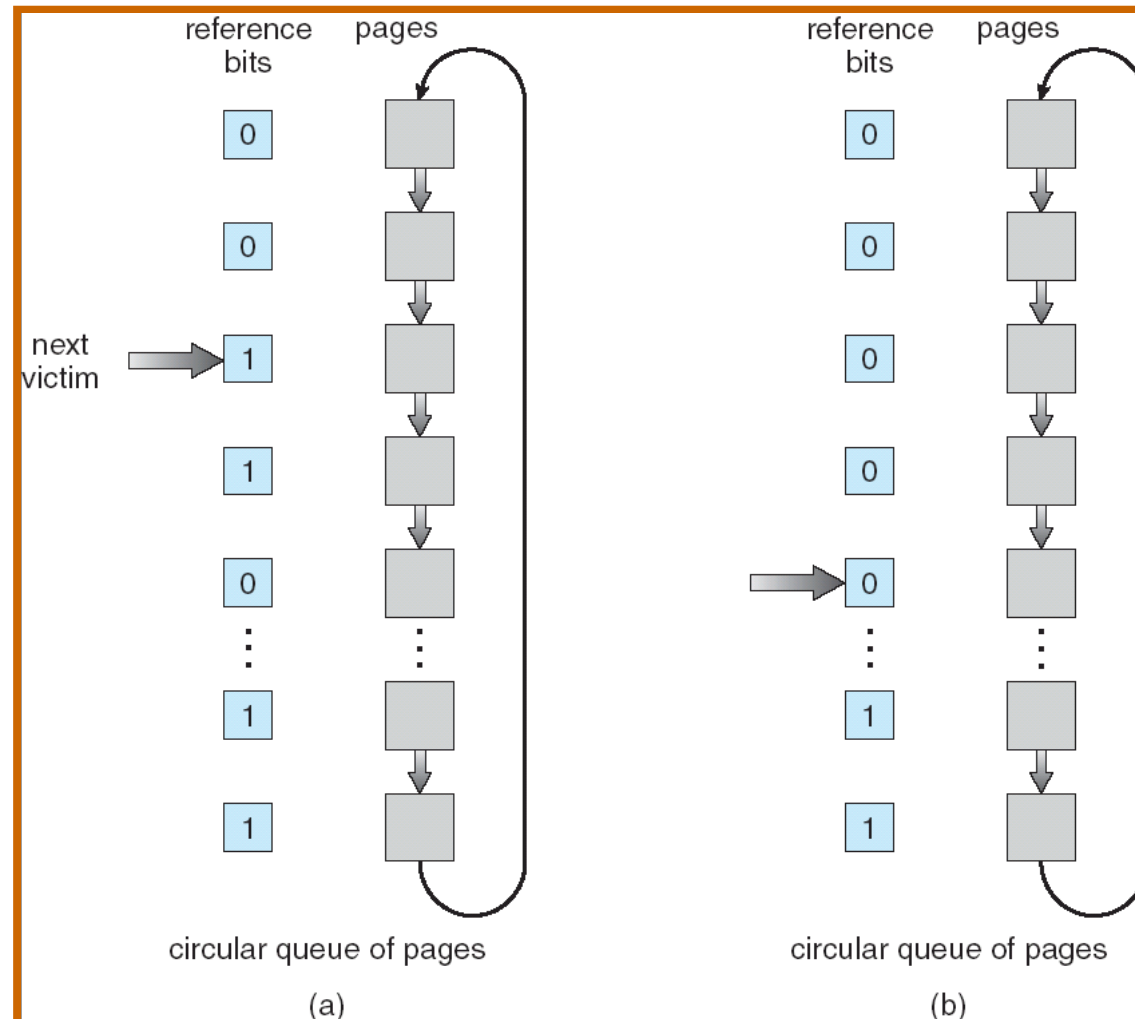 reference pages
bits
0
0
next
victim
1
1
0
1
1
circular queue of pages
(a)
reference pages
bits
0
0
0
0
0
1
1
circular queue of pages
(b)